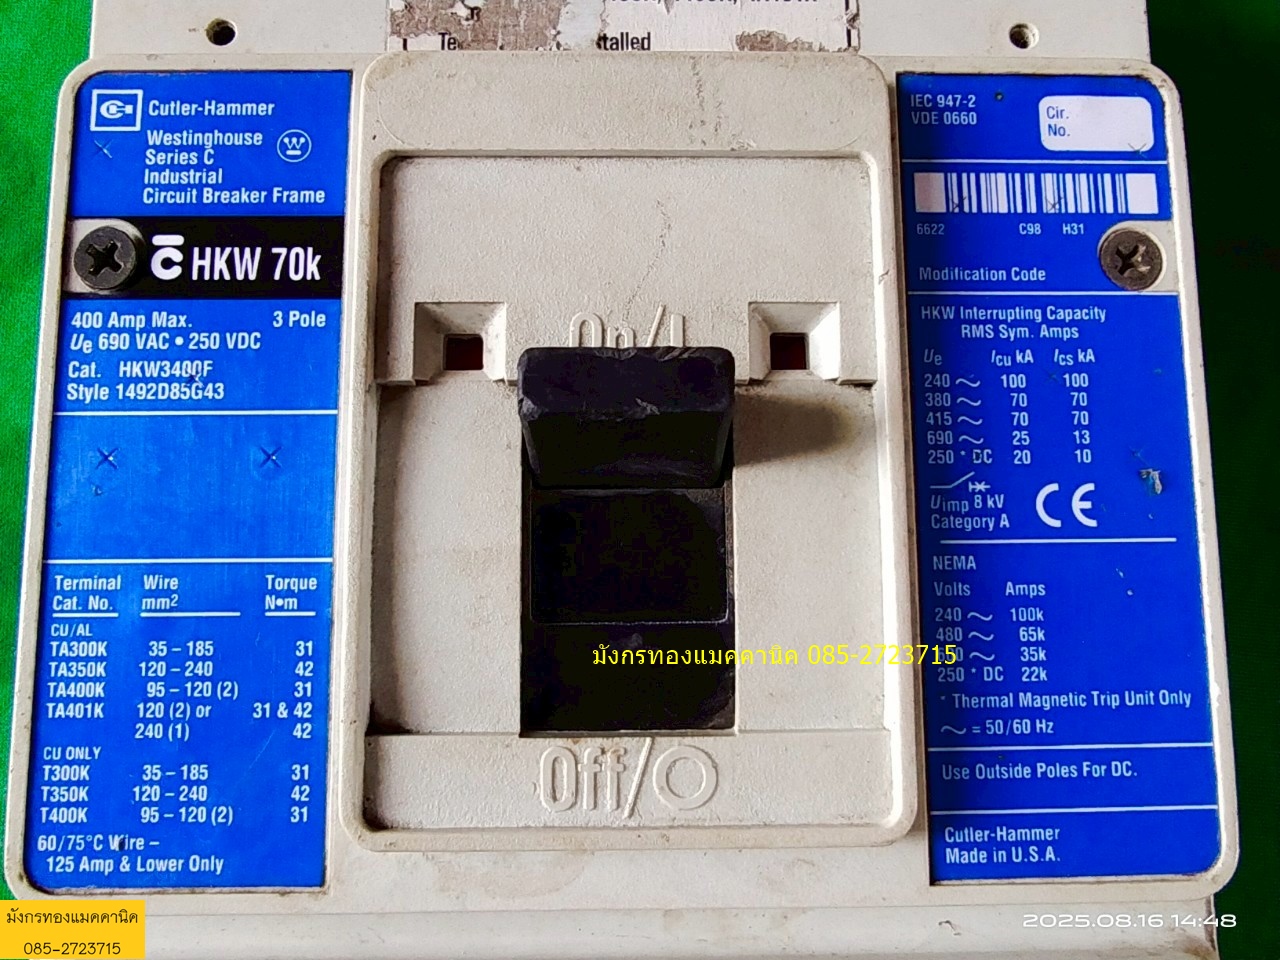 Te stalled
Cutler-Hammer
Westinghouse
Series C
Industrial
Circuit Breaker Frame
C HKW 70k
400 Amp Max. 3 Pole
Ue 690 VAC • 250 VDC
Cat. HKW3400F
Style 1492D85G43
Terminal Wire Torque
Cat. No. mm2 N•m
CU/AL
TA300K 35 – 185 31
TA350K 120 – 240 42
TA400K 95 – 120 (2) 31
TA401K 120 (2) or 31 & 42
240 (1) 42
CU ONLY
T300K 35 – 185 31
T350K 120 – 240 42
T400K 95 – 120 (2) 31
60/75°C Wire –
125 Amp & Lower Only
On/I
Off/O
IEC 947-2
VDE 0660
Cir.
No.
6622 C98 H31
Modification Code
HKW Interrupting Capacity
RMS Sym. Amps
Ue Icu kA Ics kA
240 ~ 100 100
380 ~ 70 70
415 ~ 70 70
690 ~ 25 13
250 * DC 20 10
Uimp 8 kV
Category A
CE
NEMA
Volts Amps
240 ~ 100k
480 ~ 65k
~ 35k
250 * DC 22k
* Thermal Magnetic Trip Unit Only
~ = 50/60 Hz
Use Outside Poles For DC.
Cutler-Hammer
Made in U.S.A.
มังกรทองแมคคานิค 085-2723715
มังกรทองแมคคานิค
085-2723715
2025.08.16 14:48